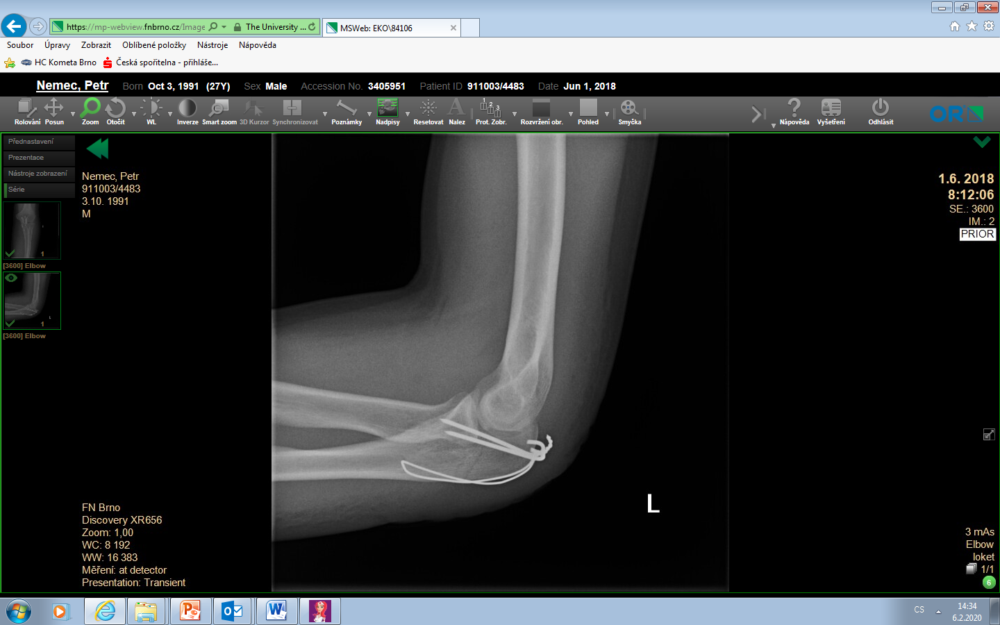 https://mp-webview.fnbrno.cz/Image
The University ...
MSWeb: EKO\84106
Soubor Úpravy Zobrazit Oblíbené položky Nástroje Nápověda
HC Kometa Brno Česká spořitelna - přihláše...
Nemec, Petr Born Oct 3, 1991 (27Y) Sex Male Accession No. 3405951 Patient ID 911003/4483 Date Jun 1, 2018
Rolování Posun Zoom Otočit WL Inverze Smart zoom 3D Kurzor Synchronizovat Poznámky Nadpisy Resetovat Nalez Prot. Zobr. Rozvržení obr. Pohled Smyčka Nápověda Vyšetření Odhlásit
Přednastavení
Prezentace
Nástroje zobrazení
Série
1
[3600] Elbow
1
[3600] Elbow
Nemec, Petr
911003/4483
3.10. 1991
M
1.6. 2018
8:12:06
SE.: 3600
IM.: 2
PRIOR
L
FN Brno
Discovery XR656
Zoom: 1,00
WC: 8 192
WW: 16 383
Měření: at detector
Presentation: Transient
3 mAs
Elbow
loket
1/1
6
CS
14:34
6.2.2020